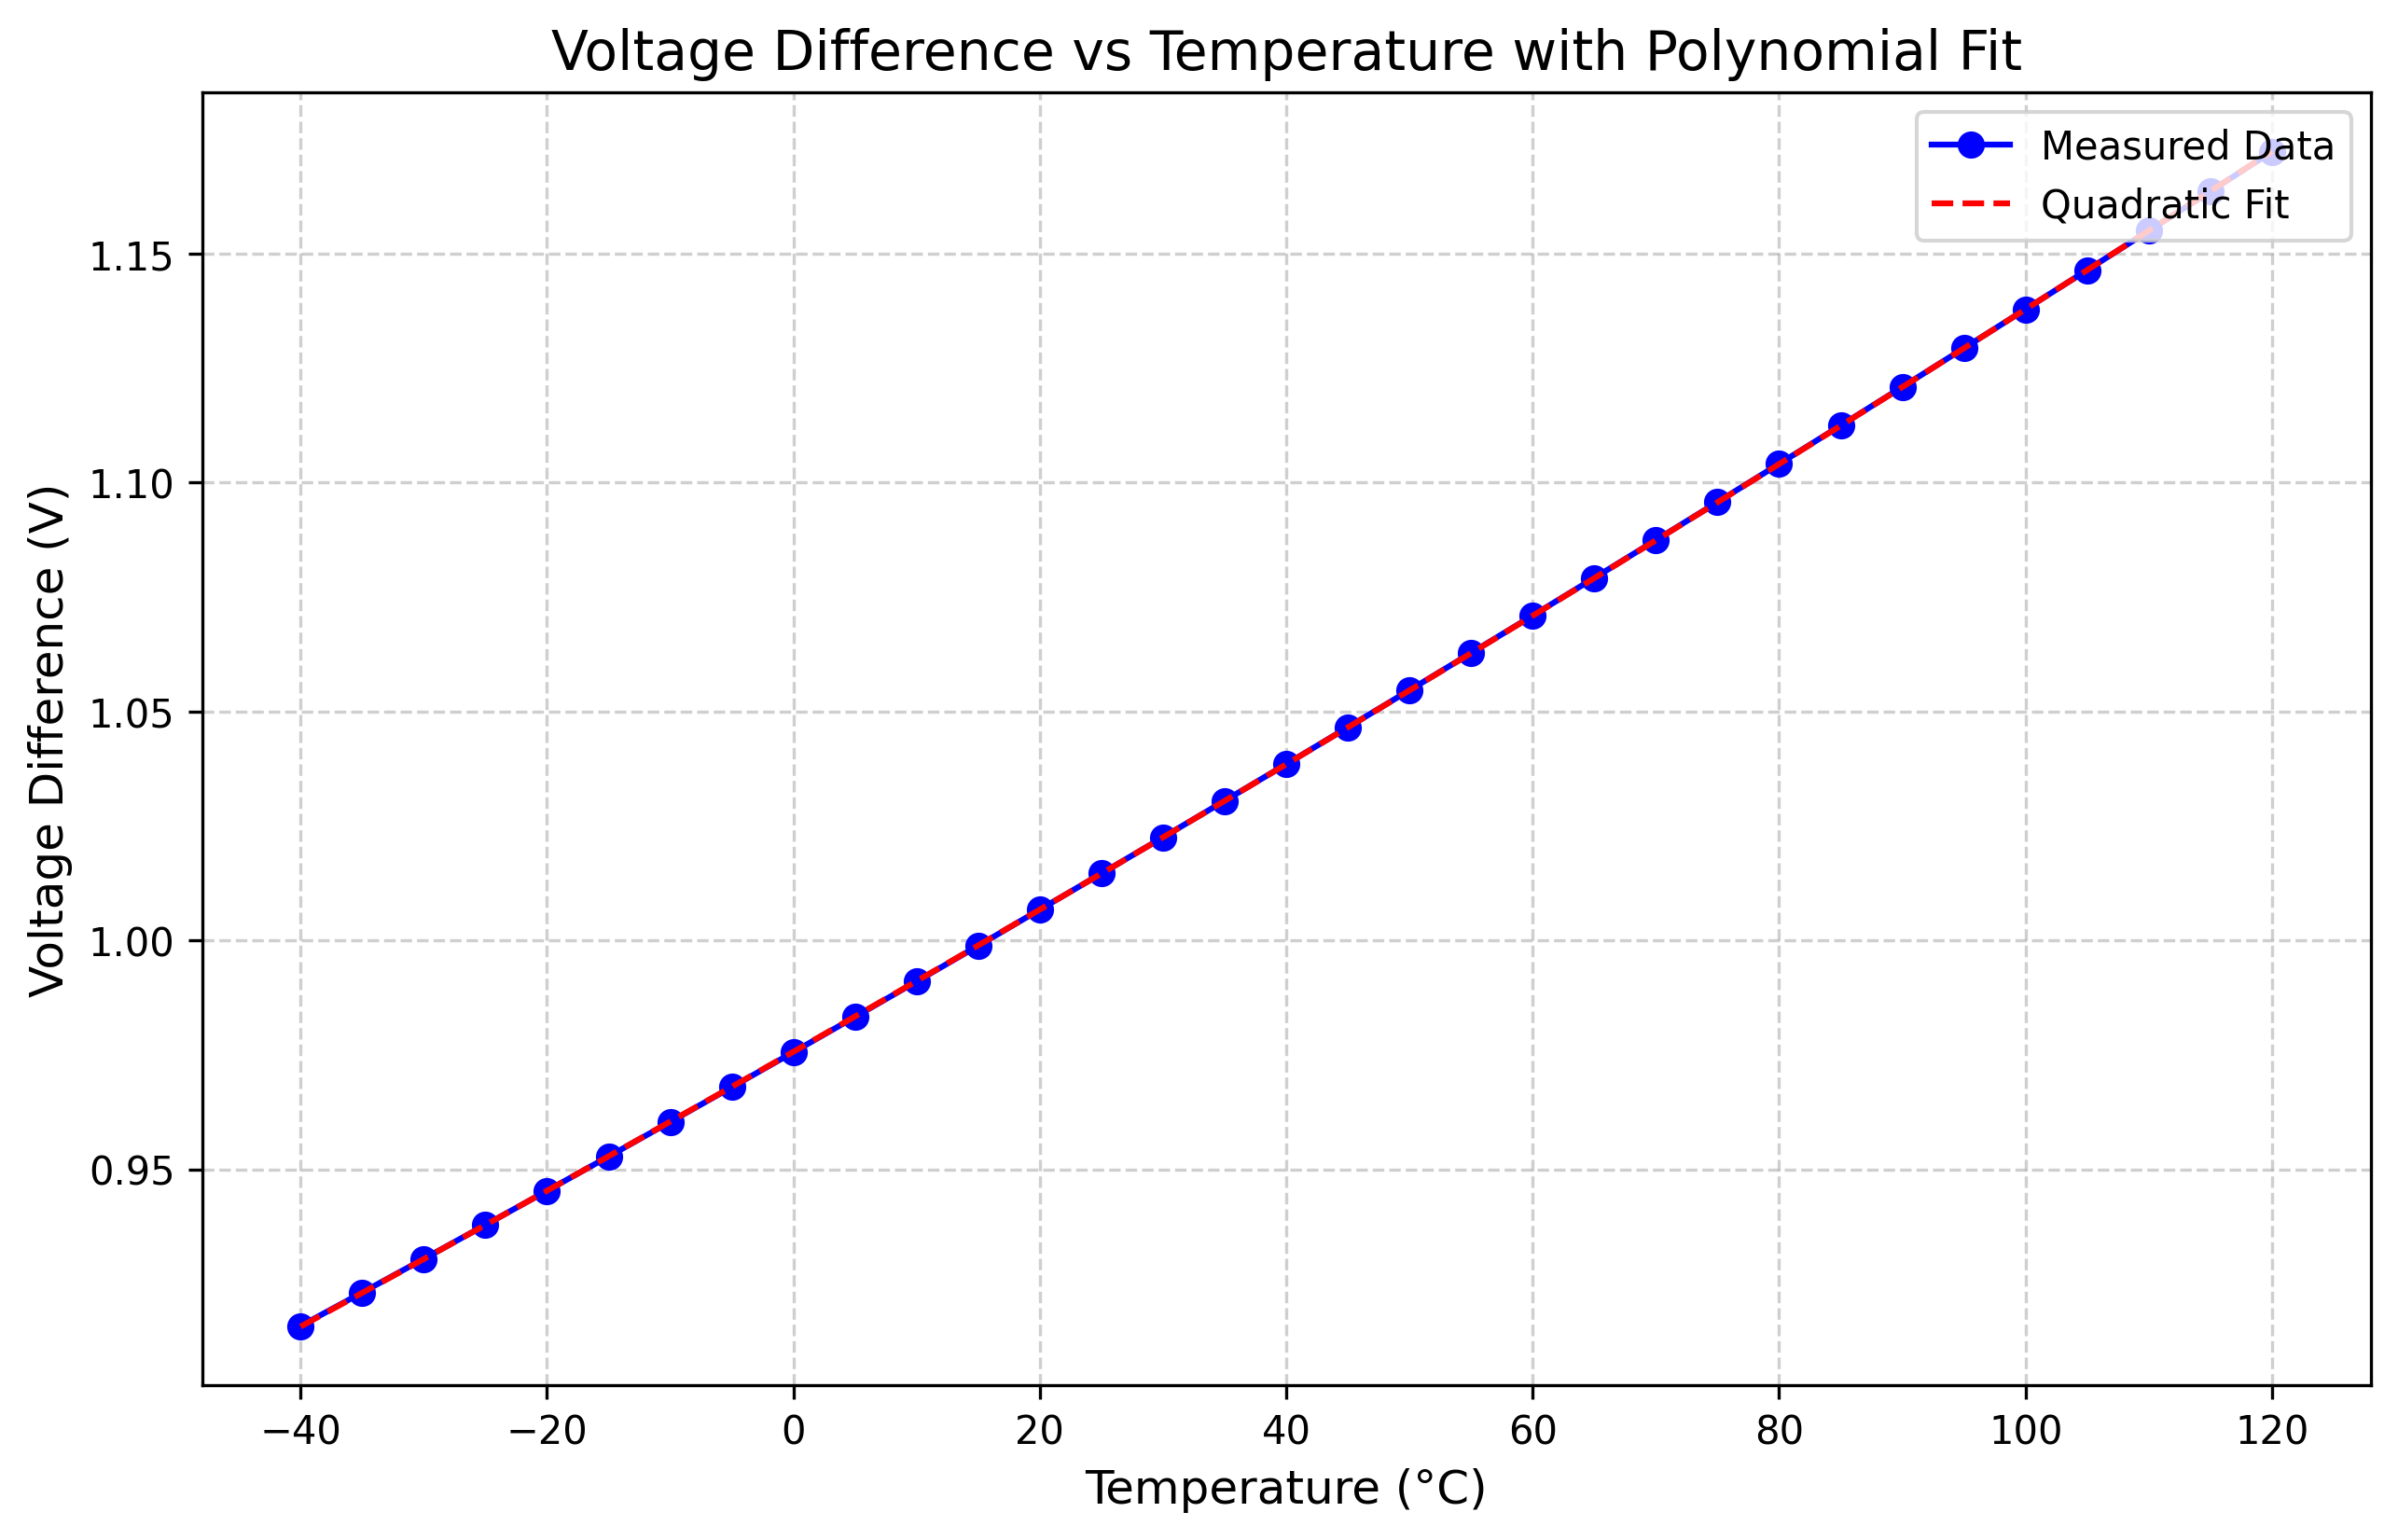 Voltage Difference vs Temperature with Polynomial Fit
Measured Data
Quadratic Fit
Voltage Difference (V)
1.15
1.10
1.05
1.00
0.95
−40 −20 0 20 40 60 80 100 120
Temperature (°C)